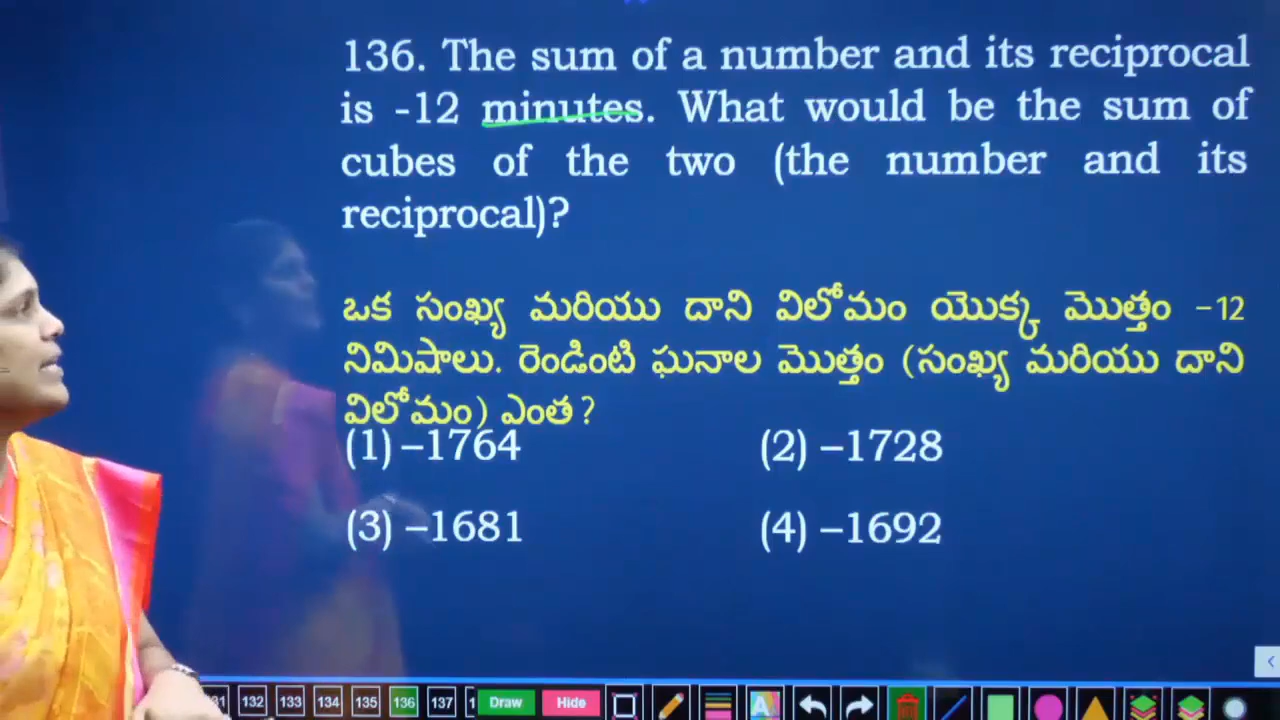 136. The sum of a number and its reciprocal
is -12 minutes. What would be the sum of
cubes of the two (the number and its
reciprocal)?
ఒక సంఖ్య మరియు దాని విలోమం యొక్క మొత్తం -12
నిమిషాలు. రెండింటి ఘనాల మొత్తం (సంఖ్య మరియు దాని
విలోమం) ఎంత?
(1) –1764 (2) –1728
(3) –1681 (4) –1692
132 133 134 135 136 137 Draw Hide A